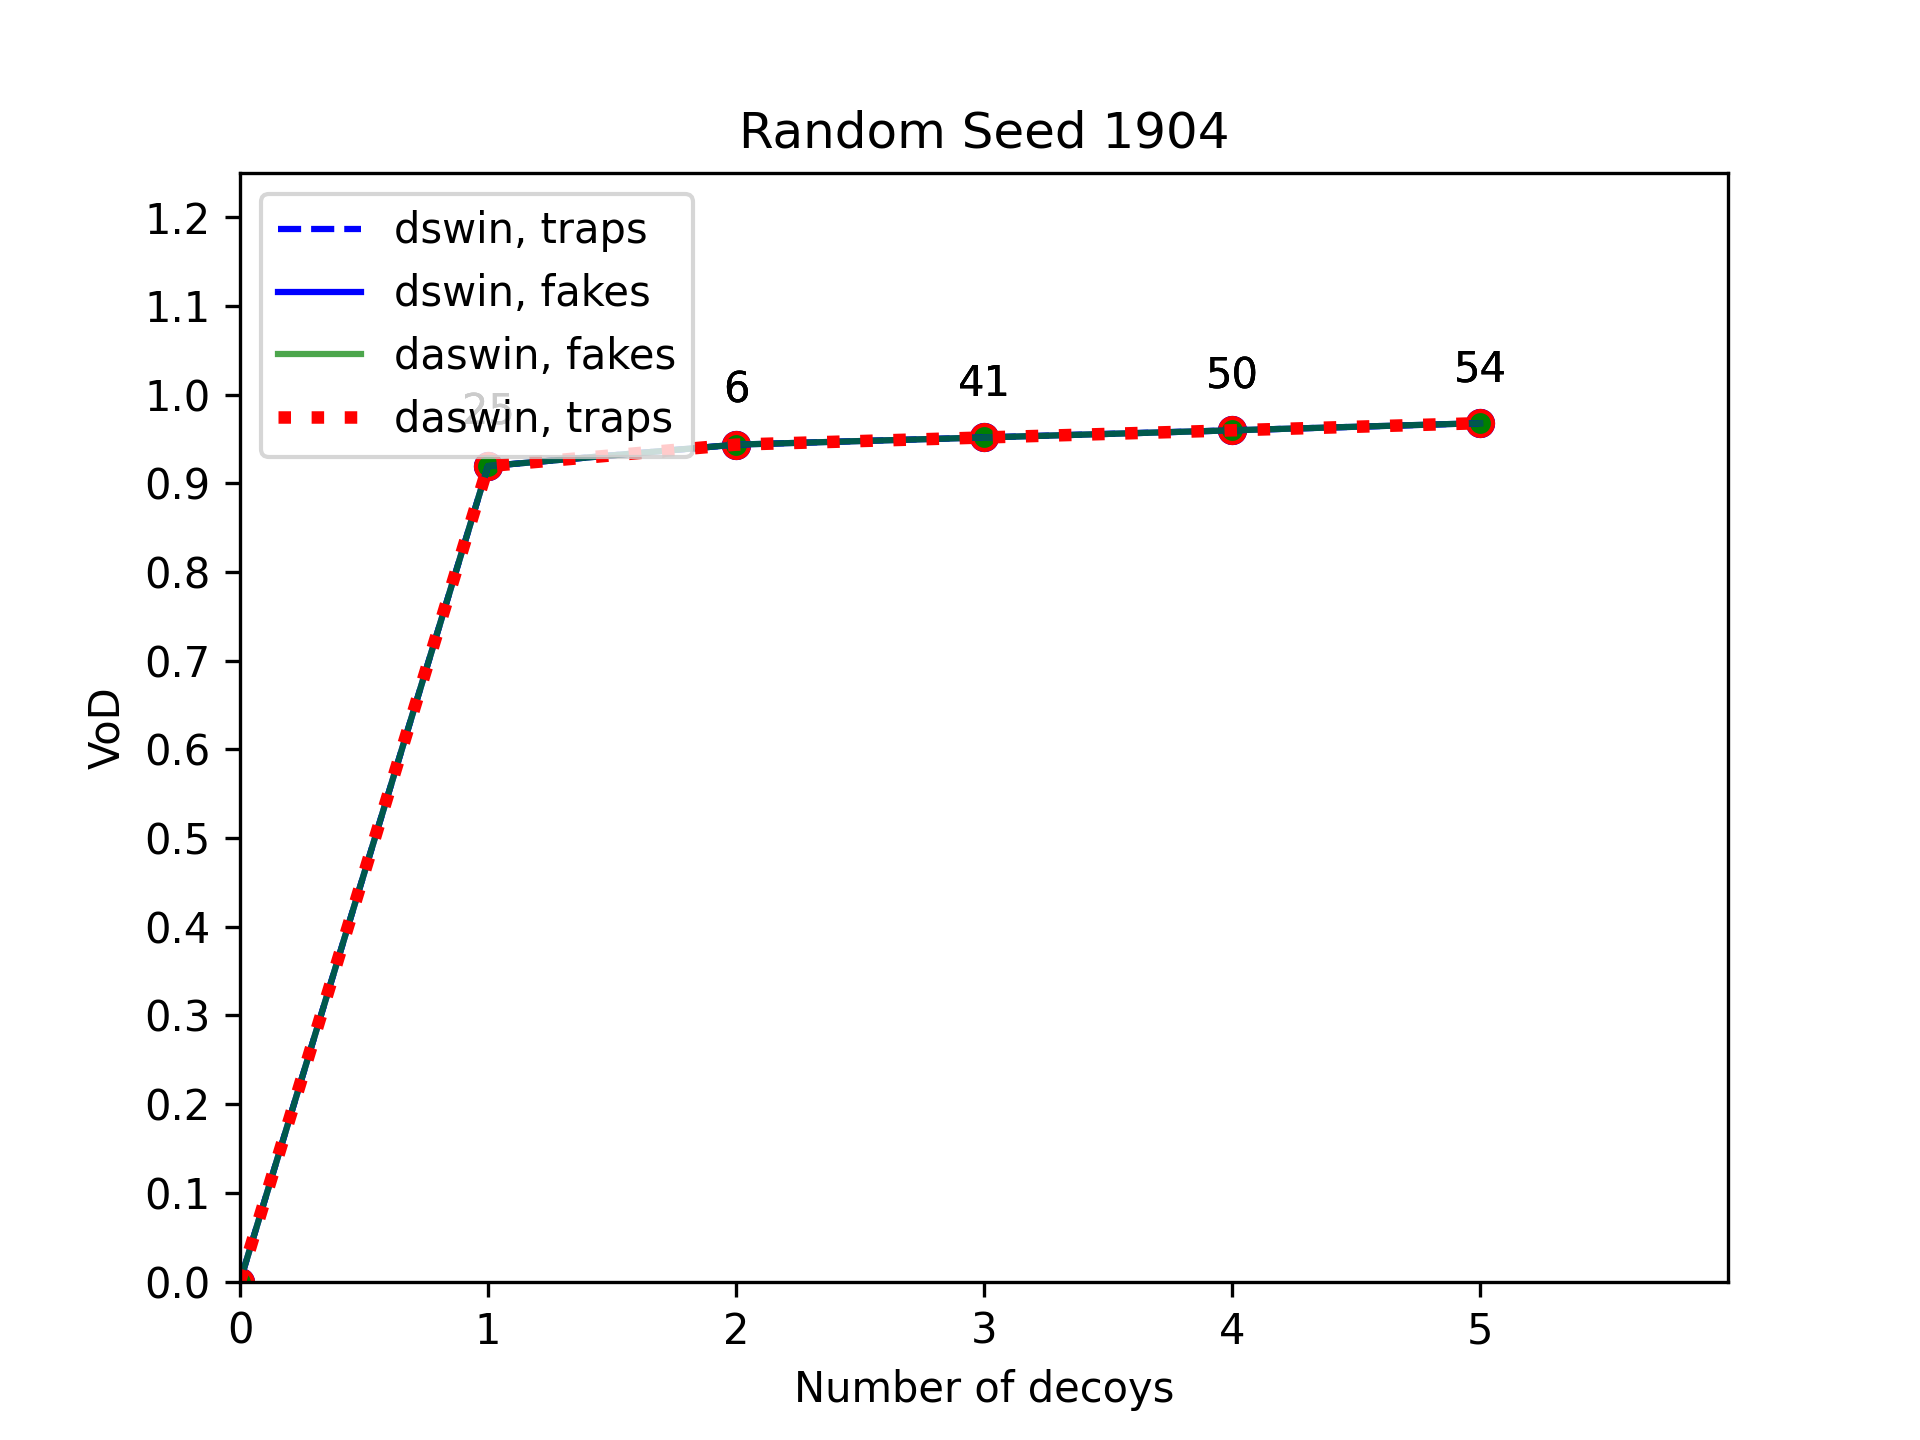 Random Seed 1904
dswin, traps
dswin, fakes
daswin, fakes
daswin, traps
25
6
41
50
54
1.2
1.1
1.0
0.9
0.8
0.7
0.6
0.5
0.4
0.3
0.2
0.1
0.0
VoD
0 1 2 3 4 5
Number of decoys